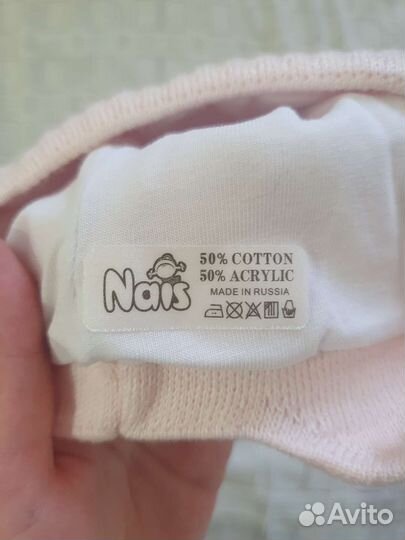 Nais
50% COTTON
50% ACRYLIC
MADE IN RUSSIA
Avito